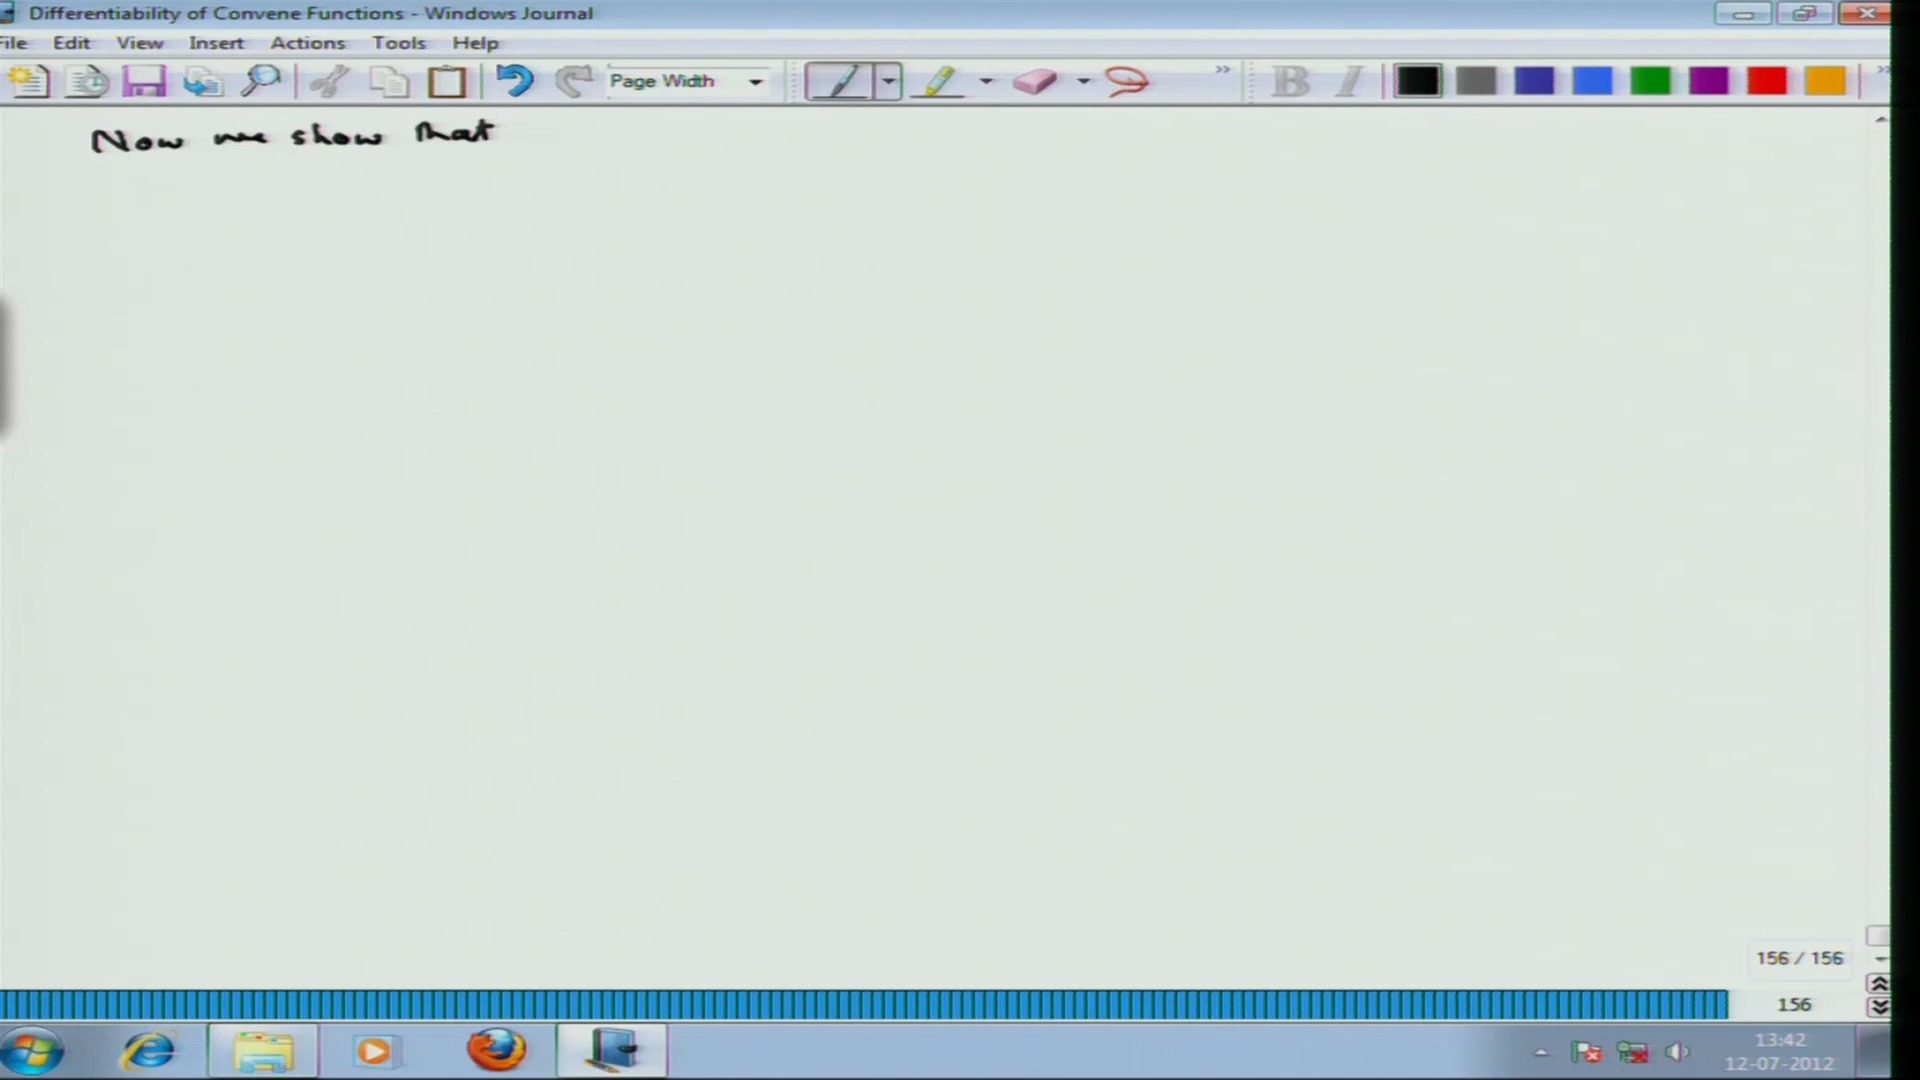 Differentiability of Convene Functions - Windows Journal
File Edit View Insert Actions Tools Help
Page Width
B I
Now we show that
156 / 156
156
13:42
12-07-2012